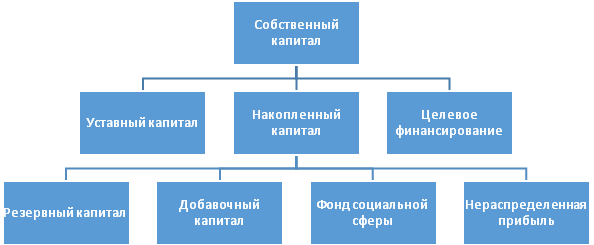 Собственный
капитал
Уставный капитал
Накопленный
капитал
Целевое
финансирование
Резервный капитал
Добавочный
капитал
Фонд социальной
сферы
Нераспределенная
прибыль